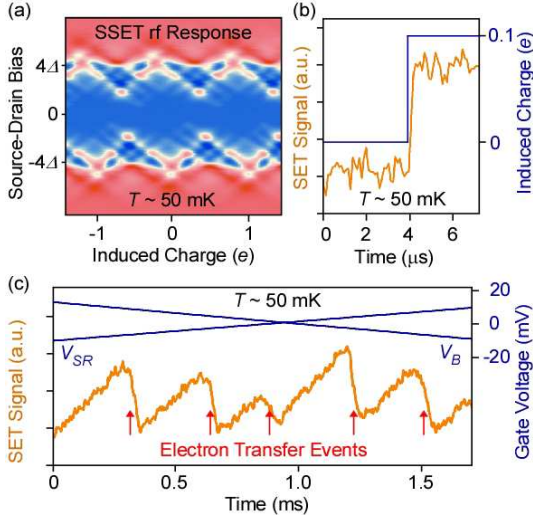 (a)
SSET rf Response
Source-Drain Bias
4Δ
0
-4Δ
T ~ 50 mK
-1
0
1
Induced Charge (e)
(b)
SET Signal (a.u.)
0.1
0
Induced Charge (e)
T ~ 50 mK
0
2
4
6
Time (μs)
(c)
T ~ 50 mK
SET Signal (a.u.)
V_SR
V_B
20
0
-20
Gate Voltage (mV)
Electron Transfer Events
0
0.5
1.0
1.5
Time (ms)